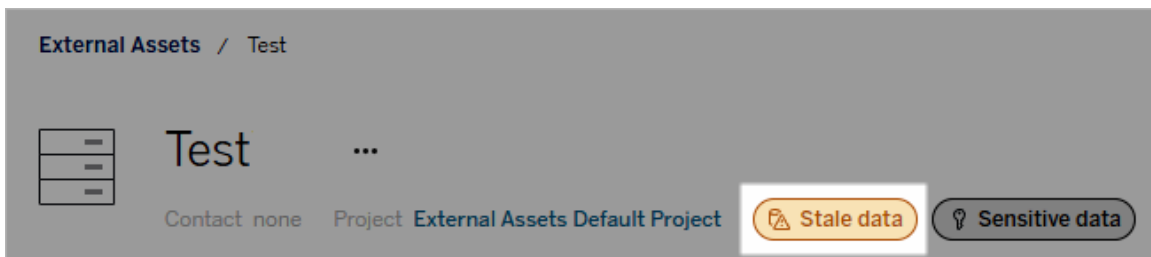 External Assets / Test
Test ...
Contact none Project External Assets Default Project Stale data Sensitive data